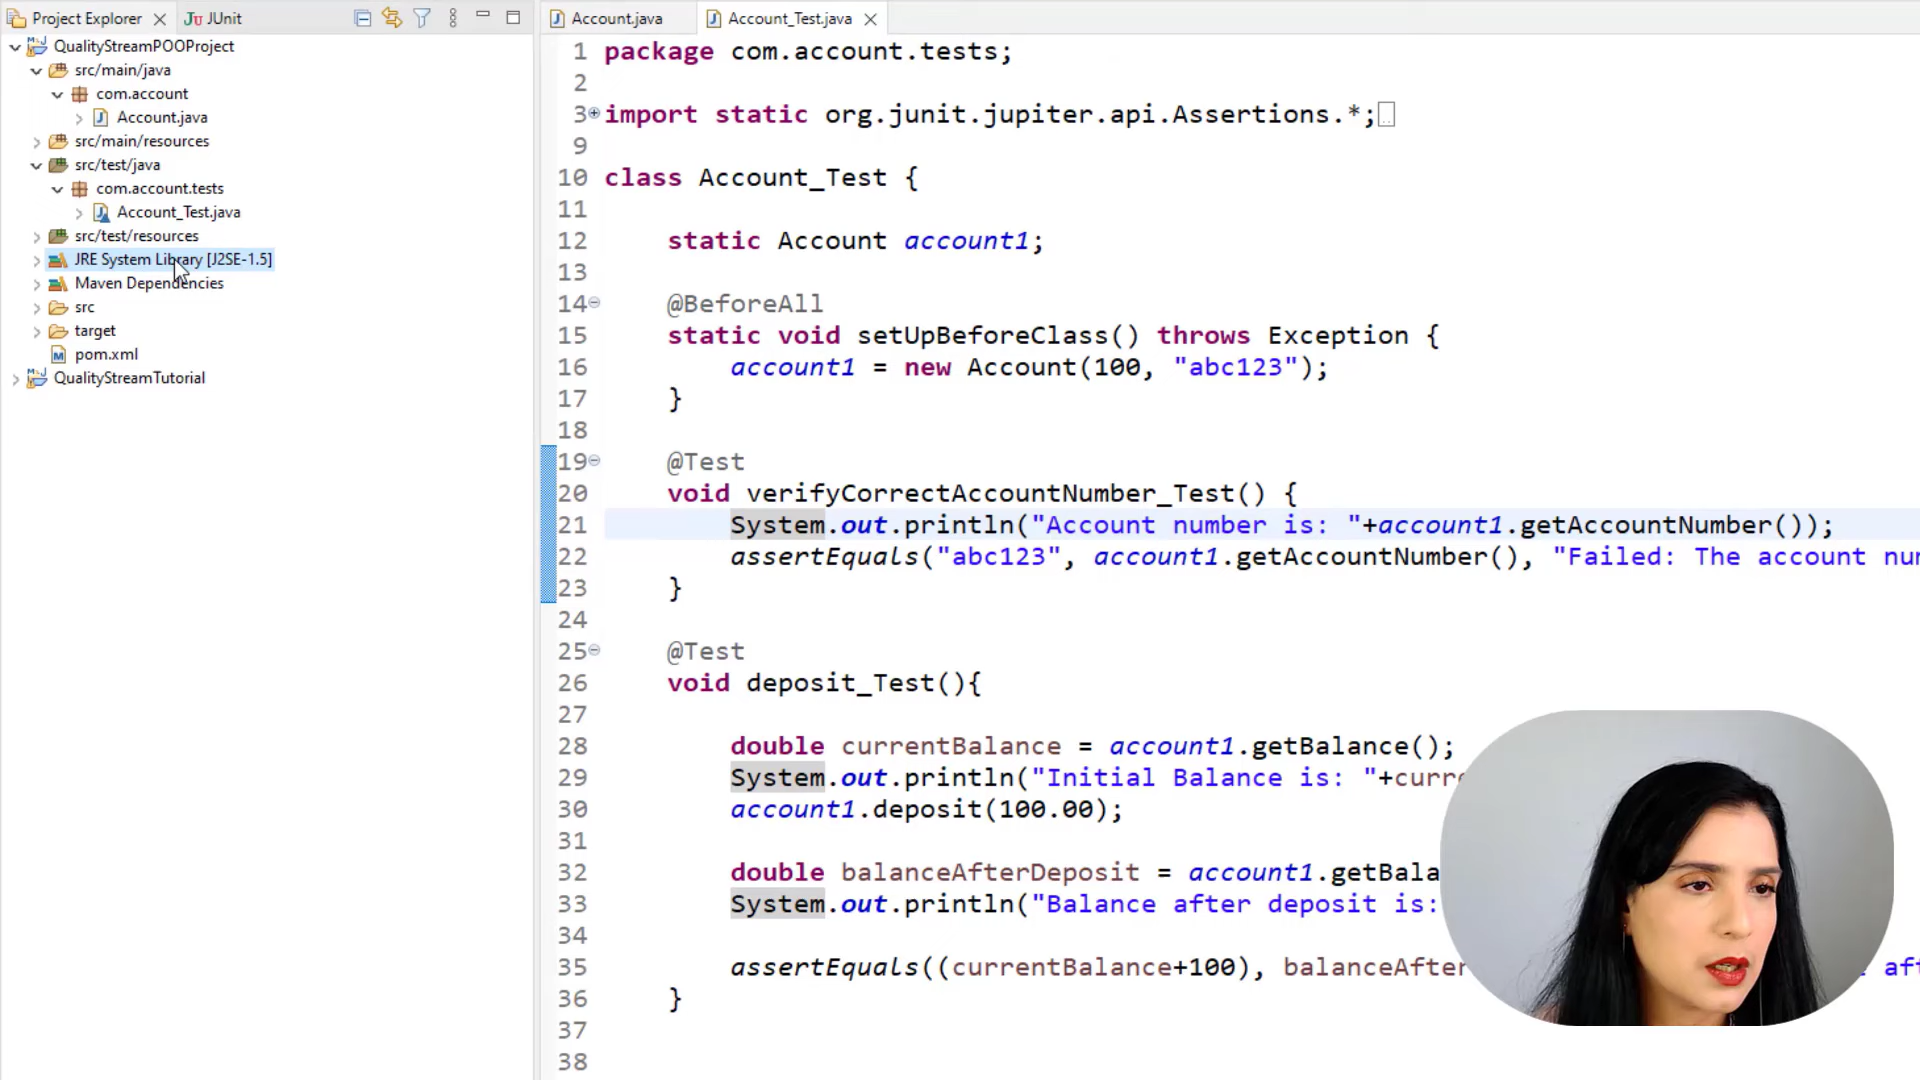 Project Explorer
JUnit
QualityStreamPOOProject
src/main/java
com.account
Account.java
src/main/resources
src/test/java
com.account.tests
Account_Test.java
src/test/resources
JRE System Library [J2SE-1.5]
Maven Dependencies
src
target
pom.xml
QualityStreamTutorial
Account.java
Account_Test.java
1 package com.account.tests;
2
3 import static org.junit.jupiter.api.Assertions.*;
9
10 class Account_Test {
11
12 static Account account1;
13
14 @BeforeAll
15 static void setUpBeforeClass() throws Exception {
16 account1 = new Account(100, "abc123");
17 }
18
19 @Test
20 void verifyCorrectAccountNumber_Test() {
21 System.out.println("Account number is: "+account1.getAccountNumber());
22 assertEquals("abc123", account1.getAccountNumber(), "Failed: The account num
23 }
24
25 @Test
26 void deposit_Test(){
27
28 double currentBalance = account1.getBalance();
29 System.out.println("Initial Balance is: "+curre
30 account1.deposit(100.00);
31
32 double balanceAfterDeposit = account1.getBala
33 System.out.println("Balance after deposit is:
34
35 assertEquals((currentBalance+100), balanceAfter
36 }
37
38